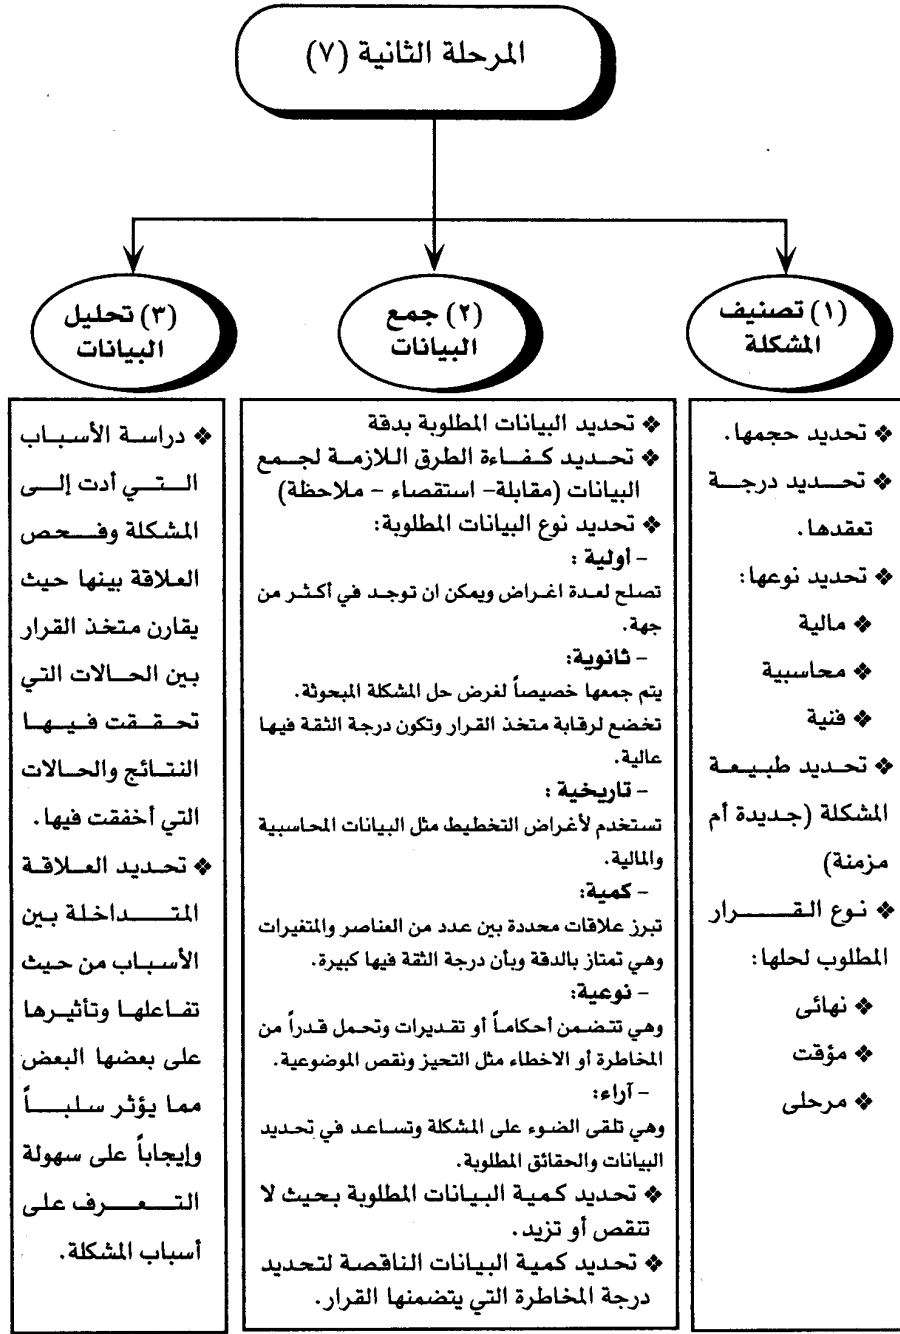 المرحلة الثانية (٧)
(١) تصنيف
المشكلة
❖ تحديد حجمها.
❖ تحديد درجة
تعقدها.
❖ تحديد نوعها:
❖ مالية
❖ محاسبية
❖ فنية
❖ تحديد طبيعة
المشكلة (جديدة أم
مزمنة)
❖ نوع القرار
المطلوب لحلها:
❖ نهائى
❖ مؤقت
❖ مرحلى
(٢) جمع
البيانات
❖ تحديد البيانات المطلوبة بدقة
❖ تحديد كفاءة الطرق اللازمة لجمع
البيانات (مقابلة– استقصاء – ملاحظة)
❖ تحديد نوع البيانات المطلوبة:
– أولية :
تصلح لعدة اغراض ويمكن ان توجد في أكثر من
جهة.
– ثانوية:
يتم جمعها خصيصاً لغرض حل المشكلة المبحوثة.
تخضع لرقابة متخذ القرار وتكون درجة الثقة فيها
عالية.
– تاريخية :
تستخدم لأغراض التخطيط مثل البيانات المحاسبية
والمالية.
– كمية:
تبرز علاقات محددة بين عدد من العناصر والمتغيرات
وهي تمتاز بالدقة وبأن درجة الثقة فيها كبيرة.
– نوعية:
وهي تتضمن أحكاماً أو تقديرات وتحمل قدراً من
المخاطرة أو الاخطاء مثل التحيز ونقص الموضوعية.
– آراء:
وهي تلقى الضوء على المشكلة وتساعد في تحديد
البيانات والحقائق المطلوبة.
❖ تحديد كمية البيانات المطلوبة بحيث لا
تنقص أو تزيد.
❖ تحديد كمية البيانات الناقصة لتحديد
درجة المخاطرة التي يتضمنها القرار.
(٣) تحليل
البيانات
❖ دراسة الأسباب
التي أدت إلى
المشكلة وفحص
العلاقة بينها حيث
يقارن متخذ القرار
بين الحالات التي
تحققت فيها
النتائج والحالات
التي أخفقت فيها.
❖ تحديد العلاقة
المتداخلة بين
الأسباب من حيث
تفاعلها وتأثيرها
على بعضها البعض
مما يؤثر سلباً
وإيجاباً على سهولة
التعرف على
أسباب المشكلة.